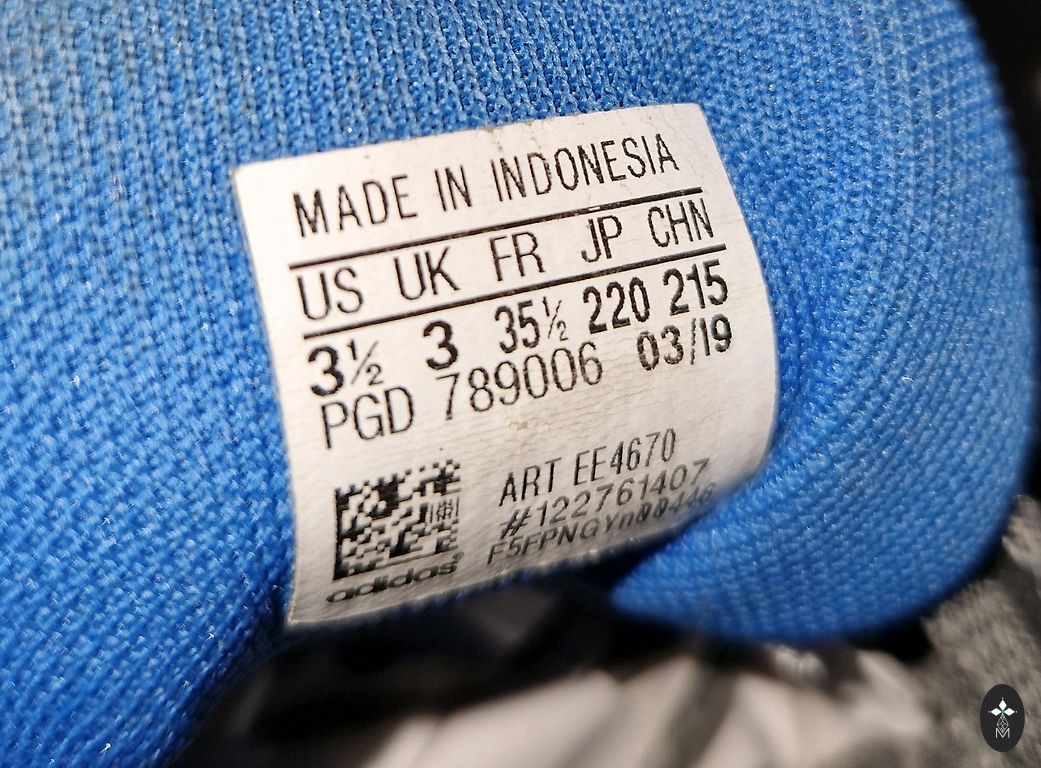 MADE IN INDONESIA
US UK FR JP CHN
3½ 3 35½ 220 215
PGD 789006 03/19
ART EE4670
#122761407
F5FPNGYn00446
adidas
M